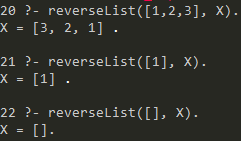 20 ?- reverseList([1,2,3], X).
X = [3, 2, 1] .
21 ?- reverseList([1], X).
X = [1] .
22 ?- reverseList([], X).
X = [].